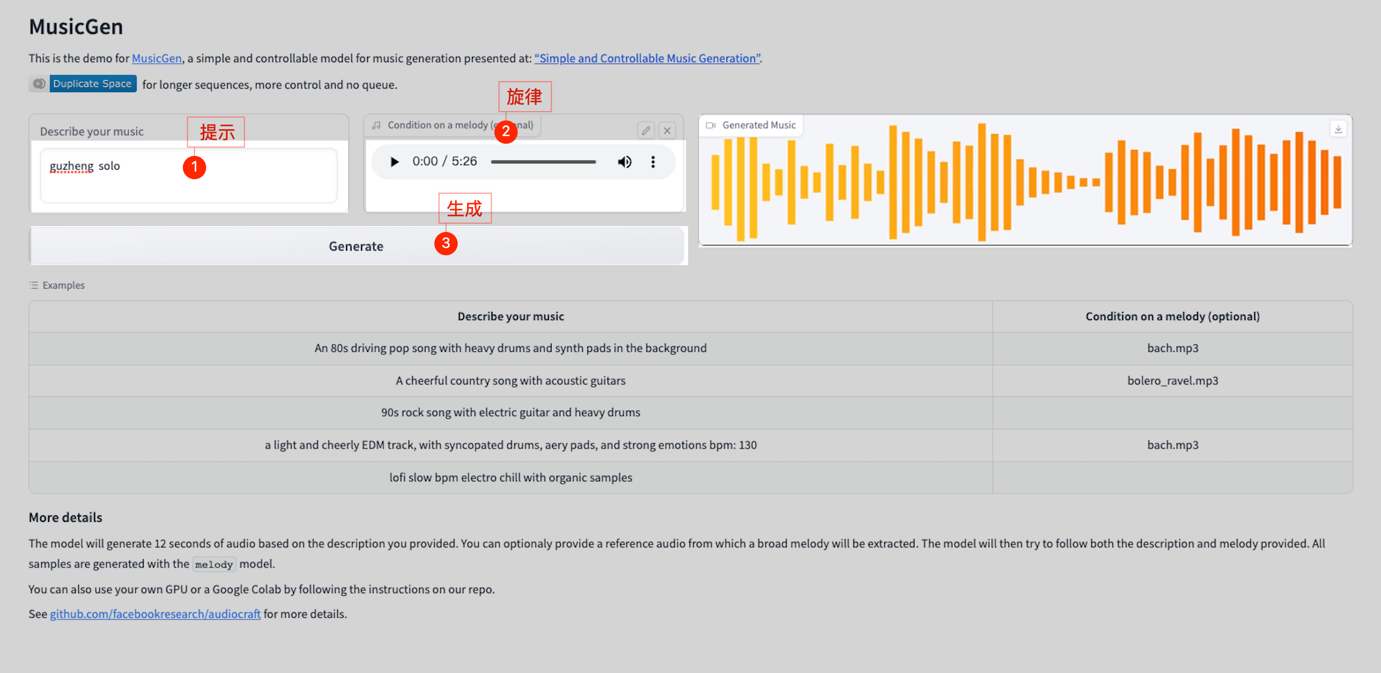 MusicGen
This is the demo for MusicGen, a simple and controllable model for music generation presented at: “Simple and Controllable Music Generation”.
Duplicate Space for longer sequences, more control and no queue.
Describe your music
提示
1
guzheng solo
旋律
2
Condition on a melody (o nal)
0:00 / 5:26
生成
3
Generate
Generated Music
Examples
Describe your music Condition on a melody (optional)
An 80s driving pop song with heavy drums and synth pads in the background bach.mp3
A cheerful country song with acoustic guitars bolero_ravel.mp3
90s rock song with electric guitar and heavy drums
a light and cheerly EDM track, with syncopated drums, aery pads, and strong emotions bpm: 130 bach.mp3
lofi slow bpm electro chill with organic samples
More details
The model will generate 12 seconds of audio based on the description you provided. You can optionaly provide a reference audio from which a broad melody will be extracted. The model will then try to follow both the description and melody provided. All
samples are generated with the melody model.
You can also use your own GPU or a Google Colab by following the instructions on our repo.
See github.com/facebookresearch/audiocraft for more details.